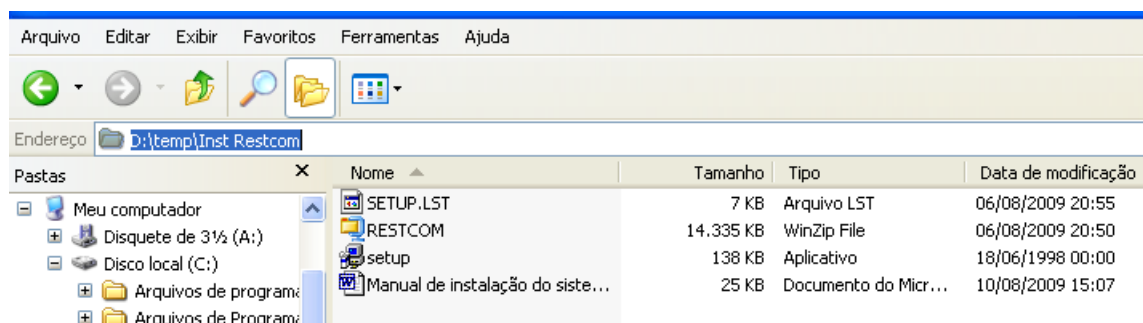 Arquivo Editar Exibir Favoritos Ferramentas Ajuda
Endereço D:\temp\Inst Restcom
Pastas Nome Tamanho Tipo Data de modificação
Meu computador SETUP.LST 7 KB Arquivo LST 06/08/2009 20:55
Disquete de 3½ (A:) RESTCOM 14.335 KB WinZip File 06/08/2009 20:50
Disco local (C:) setup 138 KB Aplicativo 18/06/1998 00:00
Arquivos de programa Manual de instalação do siste... 25 KB Documento do Micr... 10/08/2009 15:07
Arquivos de Programa